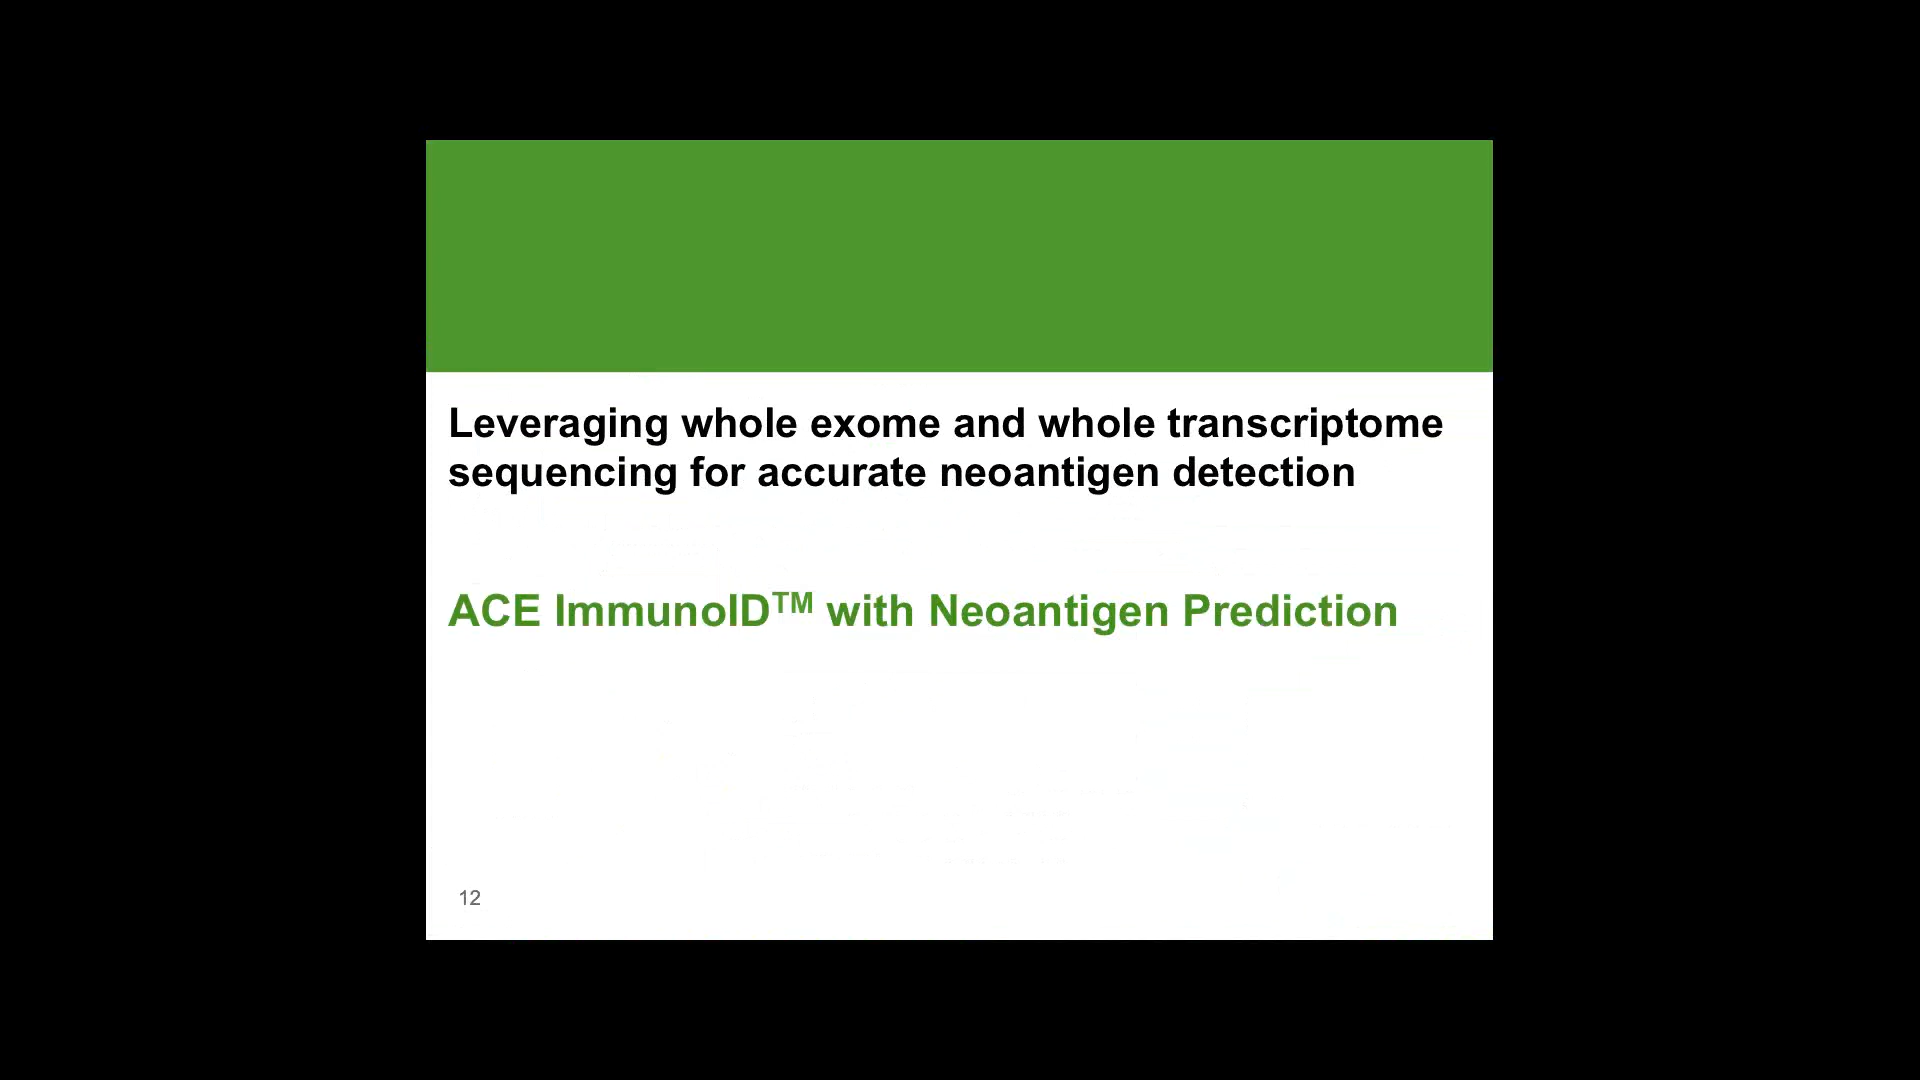 Leveraging whole exome and whole transcriptome
sequencing for accurate neoantigen detection
ACE ImmunoID™ with Neoantigen Prediction
12